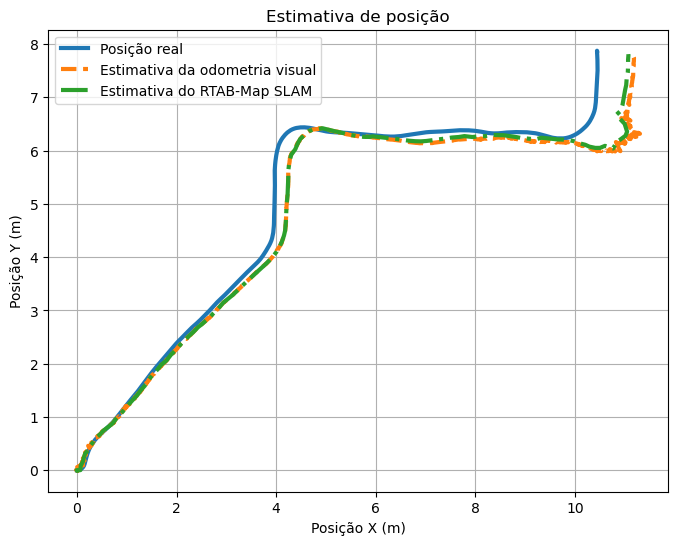 Estimativa de posição
Posição real
Estimativa da odometria visual
Estimativa do RTAB-Map SLAM
Posição Y (m)
8
7
6
5
4
3
2
1
0
0 2 4 6 8 10
Posição X (m)